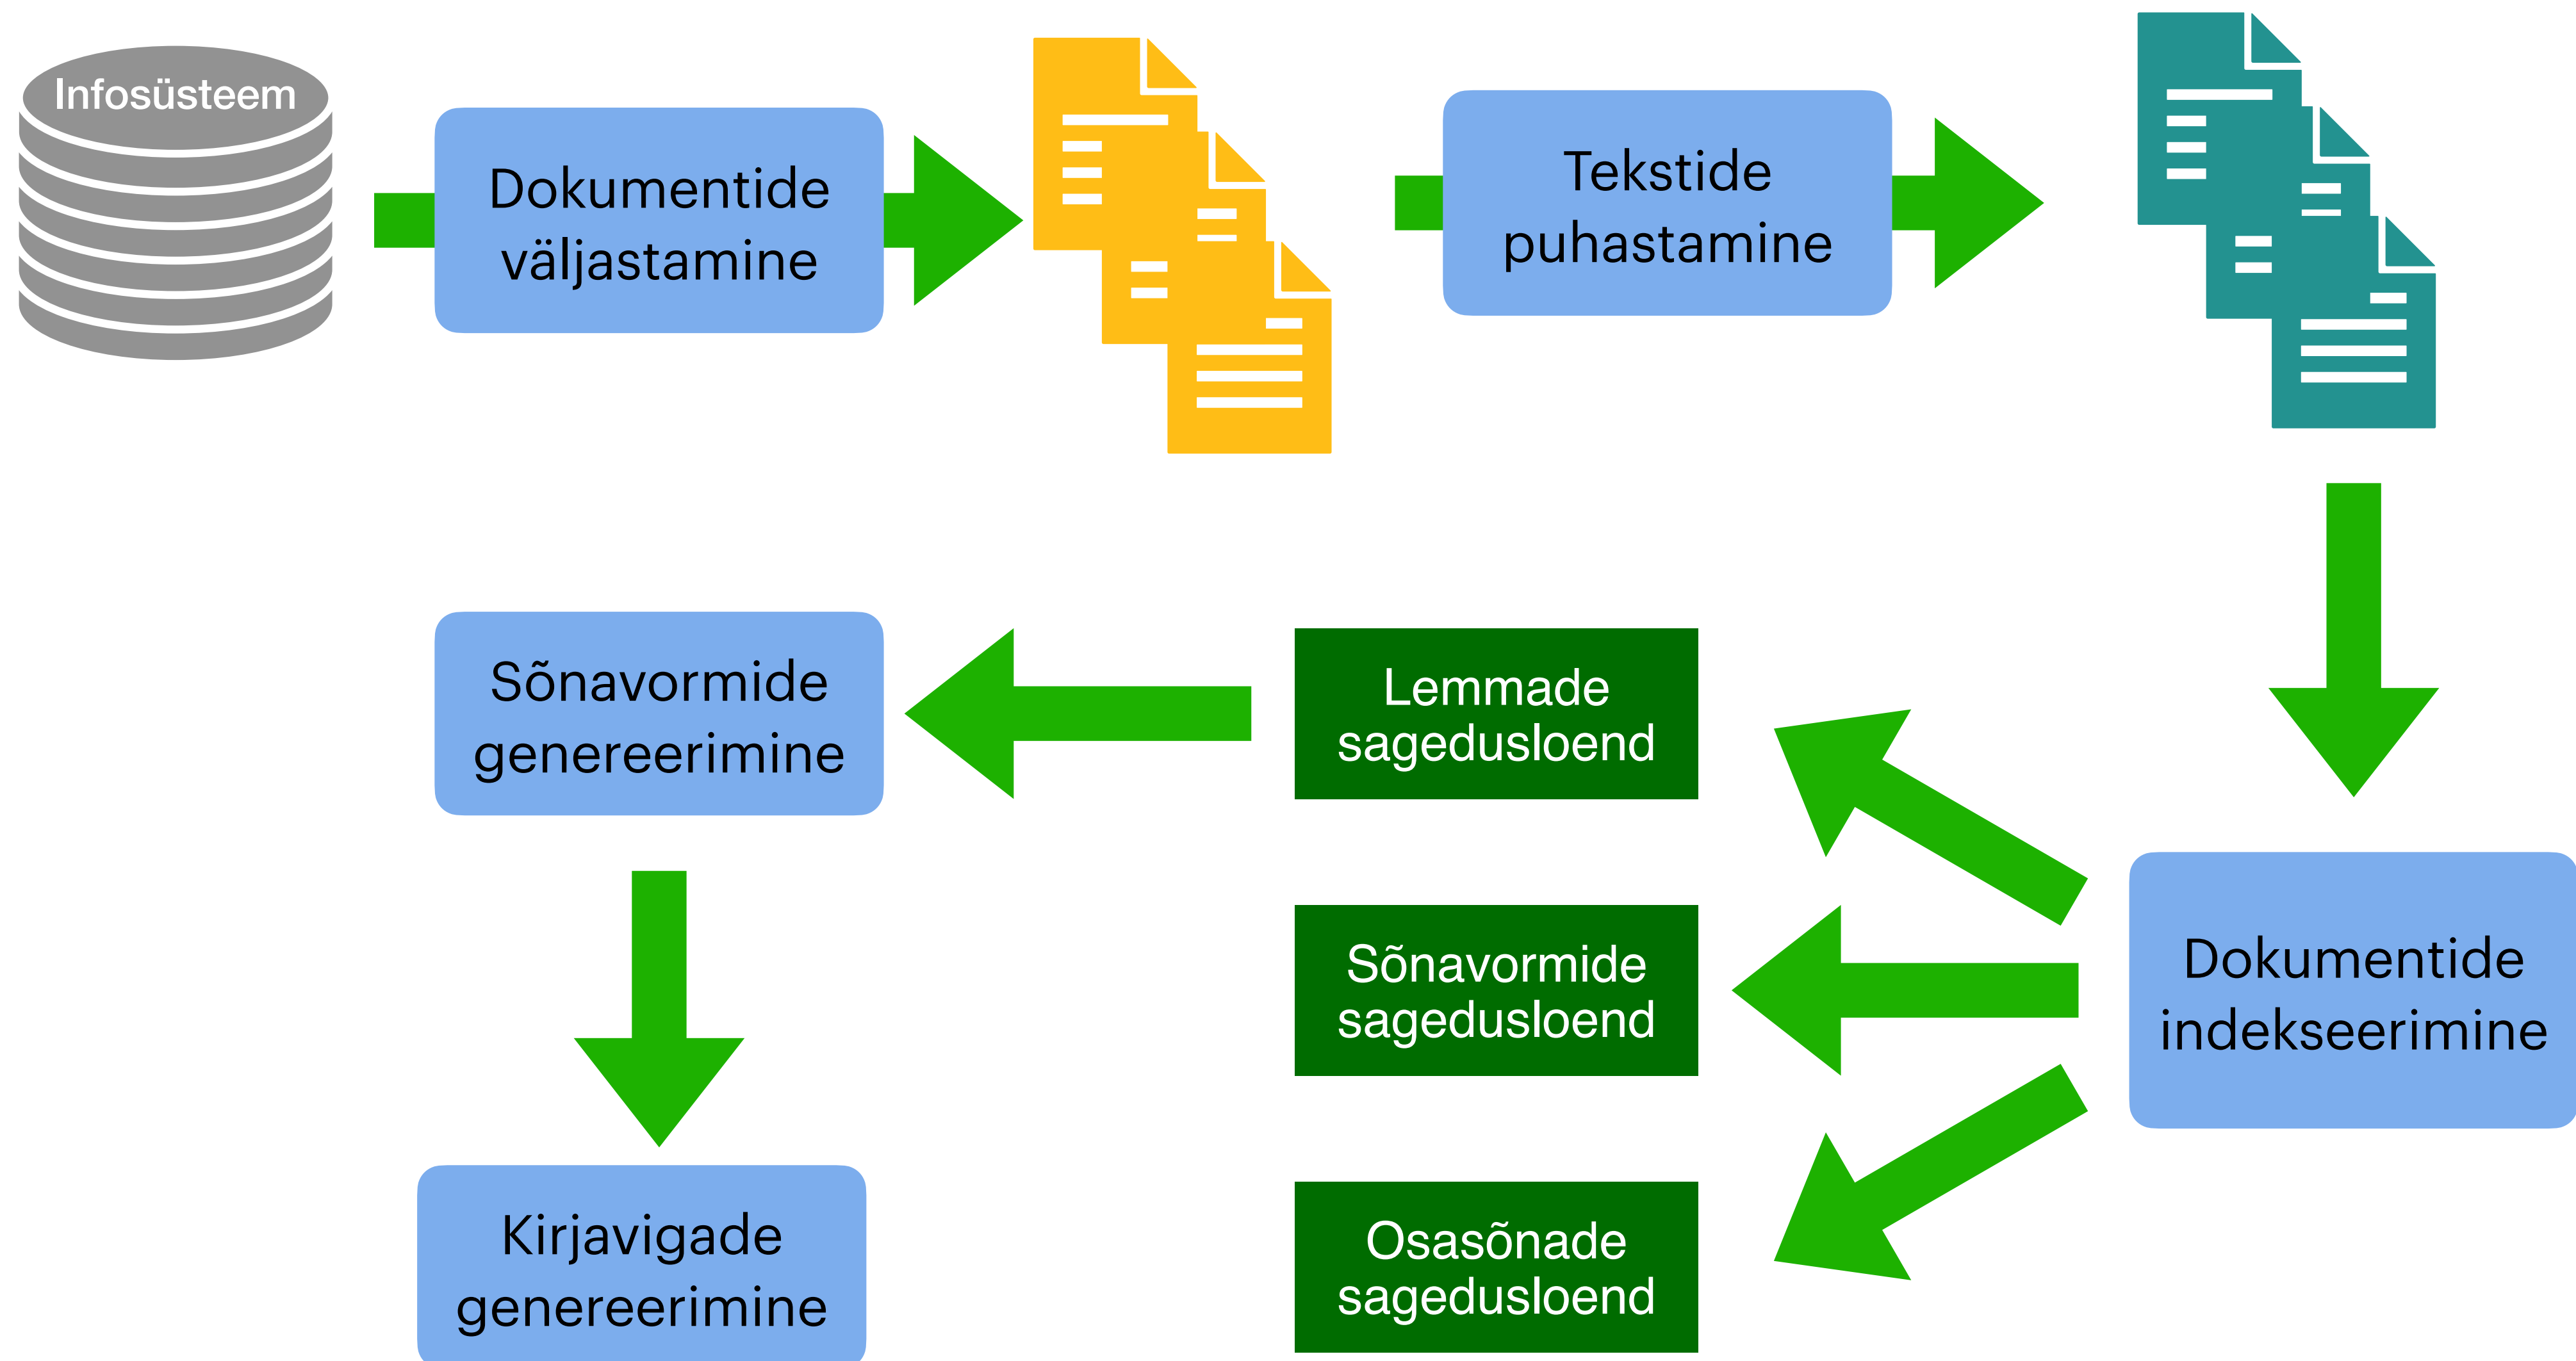 Infosüsteem
Dokumentide
väljastamine
Tekstide
puhastamine
Sõnavormide
genereerimine
Lemmade
sagedusloend
Sõnavormide
sagedusloend
Dokumentide
indekseerimine
Kirjavigade
genereerimine
Osasõnade
sagedusloend